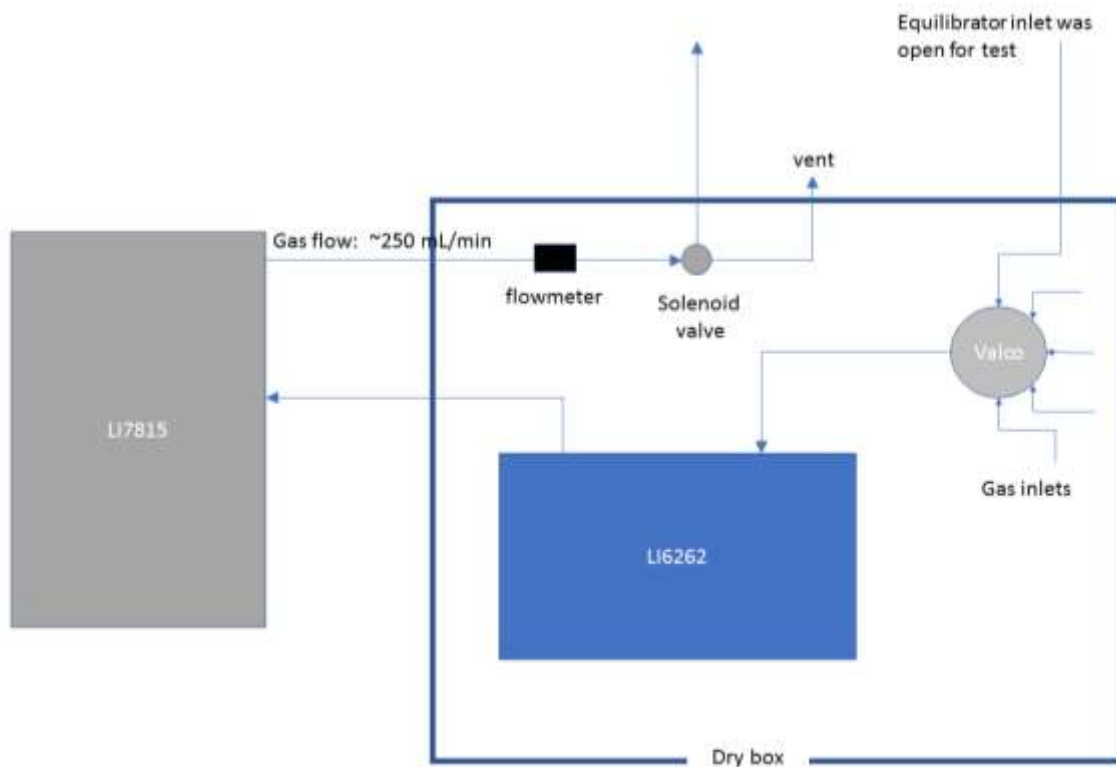 Equilibrator inlet was
open for test
vent
Gas flow: ~250 mL/min
flowmeter
Solenoid
valve
Valco
LI7815
Gas inlets
LI6262
Dry box